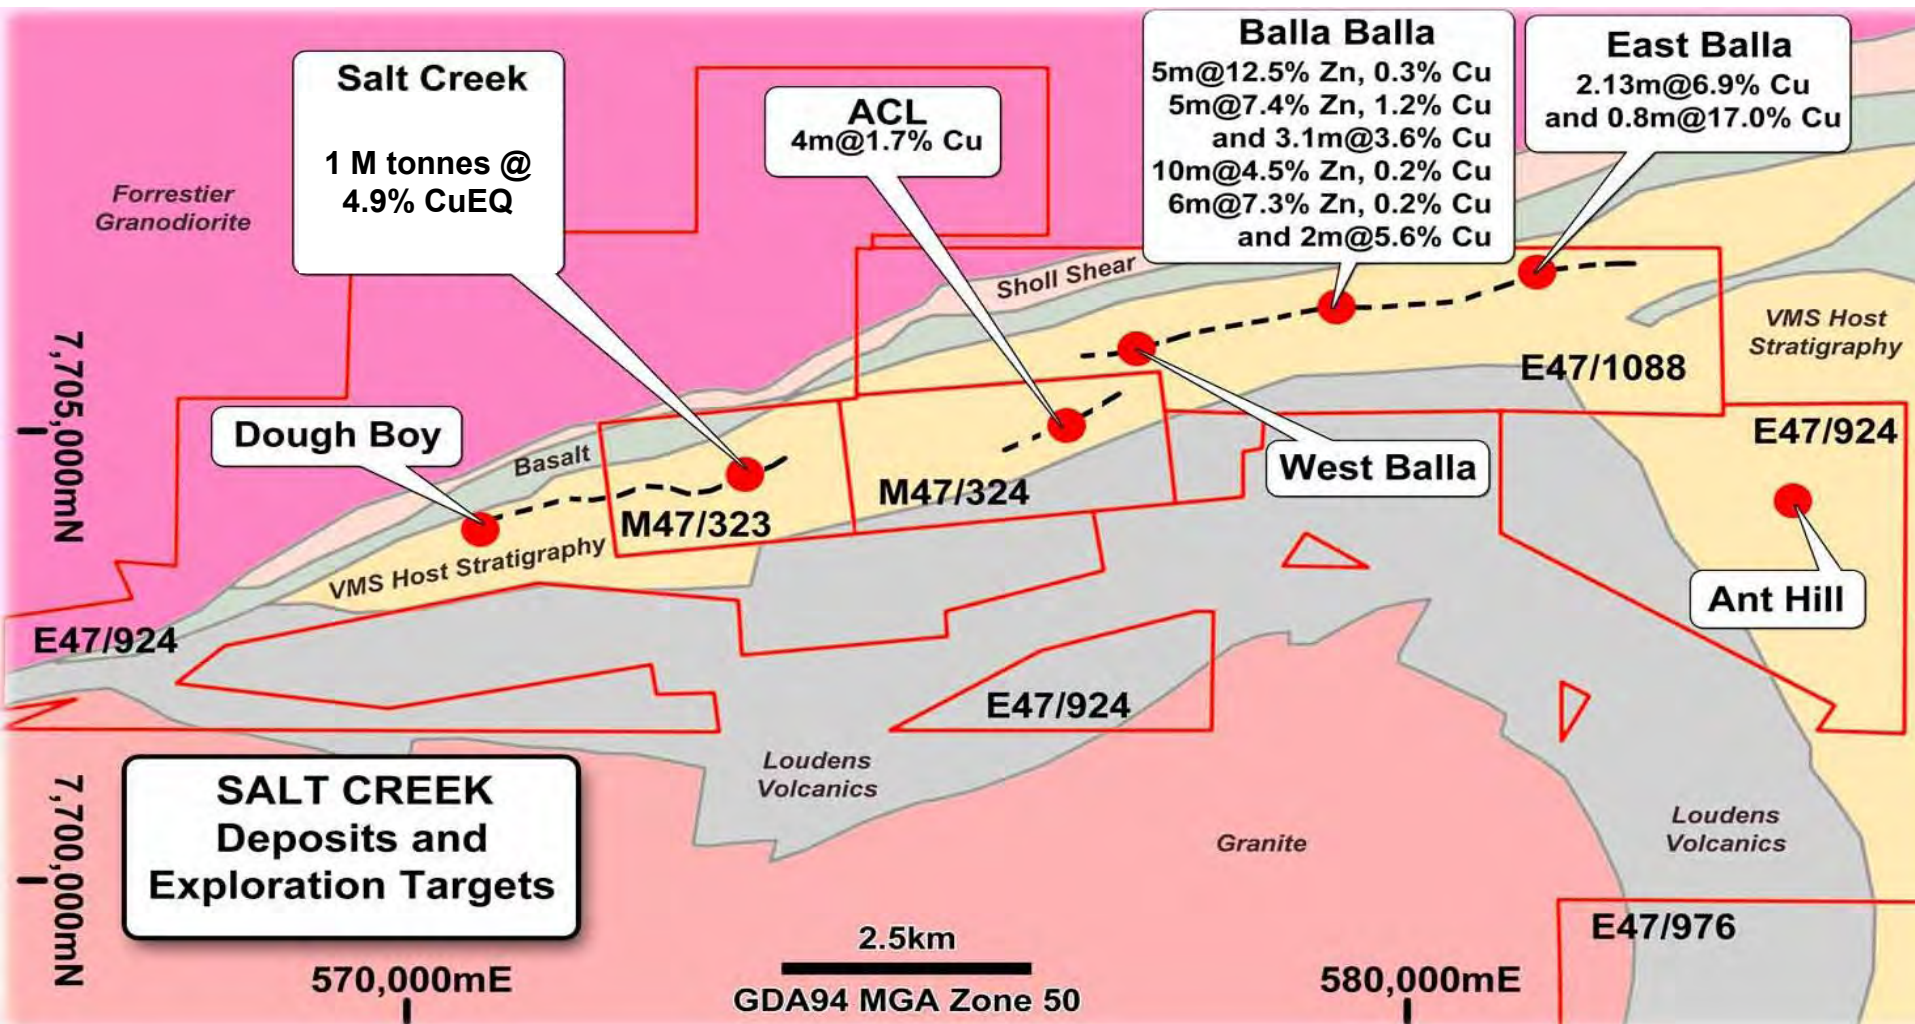 Balla Balla
5m@12.5% Zn, 0.3% Cu
5m@7.4% Zn, 1.2% Cu
and 3.1m@3.6% Cu
10m@4.5% Zn, 0.2% Cu
6m@7.3% Zn, 0.2% Cu
and 2m@5.6% Cu
East Balla
2.13m@6.9% Cu
and 0.8m@17.0% Cu
Salt Creek
1 M tonnes @
4.9% CuEQ
ACL
4m@1.7% Cu
Forrestier
Granodiorite
Sholl Shear
VMS Host
Stratigraphy
E47/1088
7,705,000mN
Dough Boy
Basalt
West Balla
E47/924
M47/324
M47/323
VMS Host Stratigraphy
Ant Hill
E47/924
E47/924
Loudens
Volcanics
7,700,000mN
SALT CREEK
Deposits and
Exploration Targets
Granite
Loudens
Volcanics
E47/976
2.5km
570,000mE
580,000mE
GDA94 MGA Zone 50